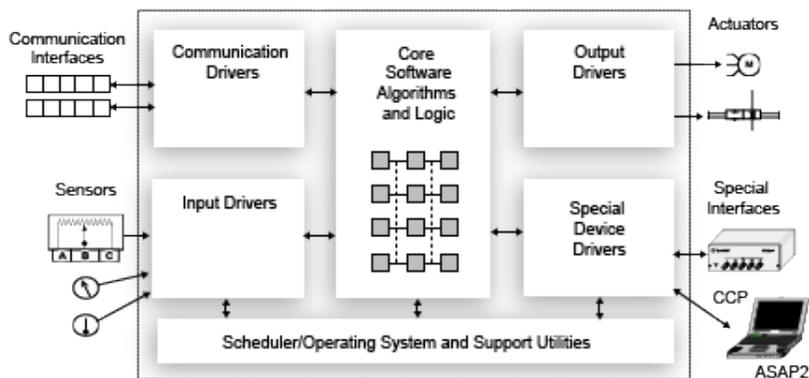 Communication
Interfaces
Communication
Drivers
Core
Software
Algorithms
and Logic
Output
Drivers
Actuators
M
Sensors
A B C
Input Drivers
Special
Device
Drivers
Special
Interfaces
CCP
ASAP2
Scheduler/Operating System and Support Utilities